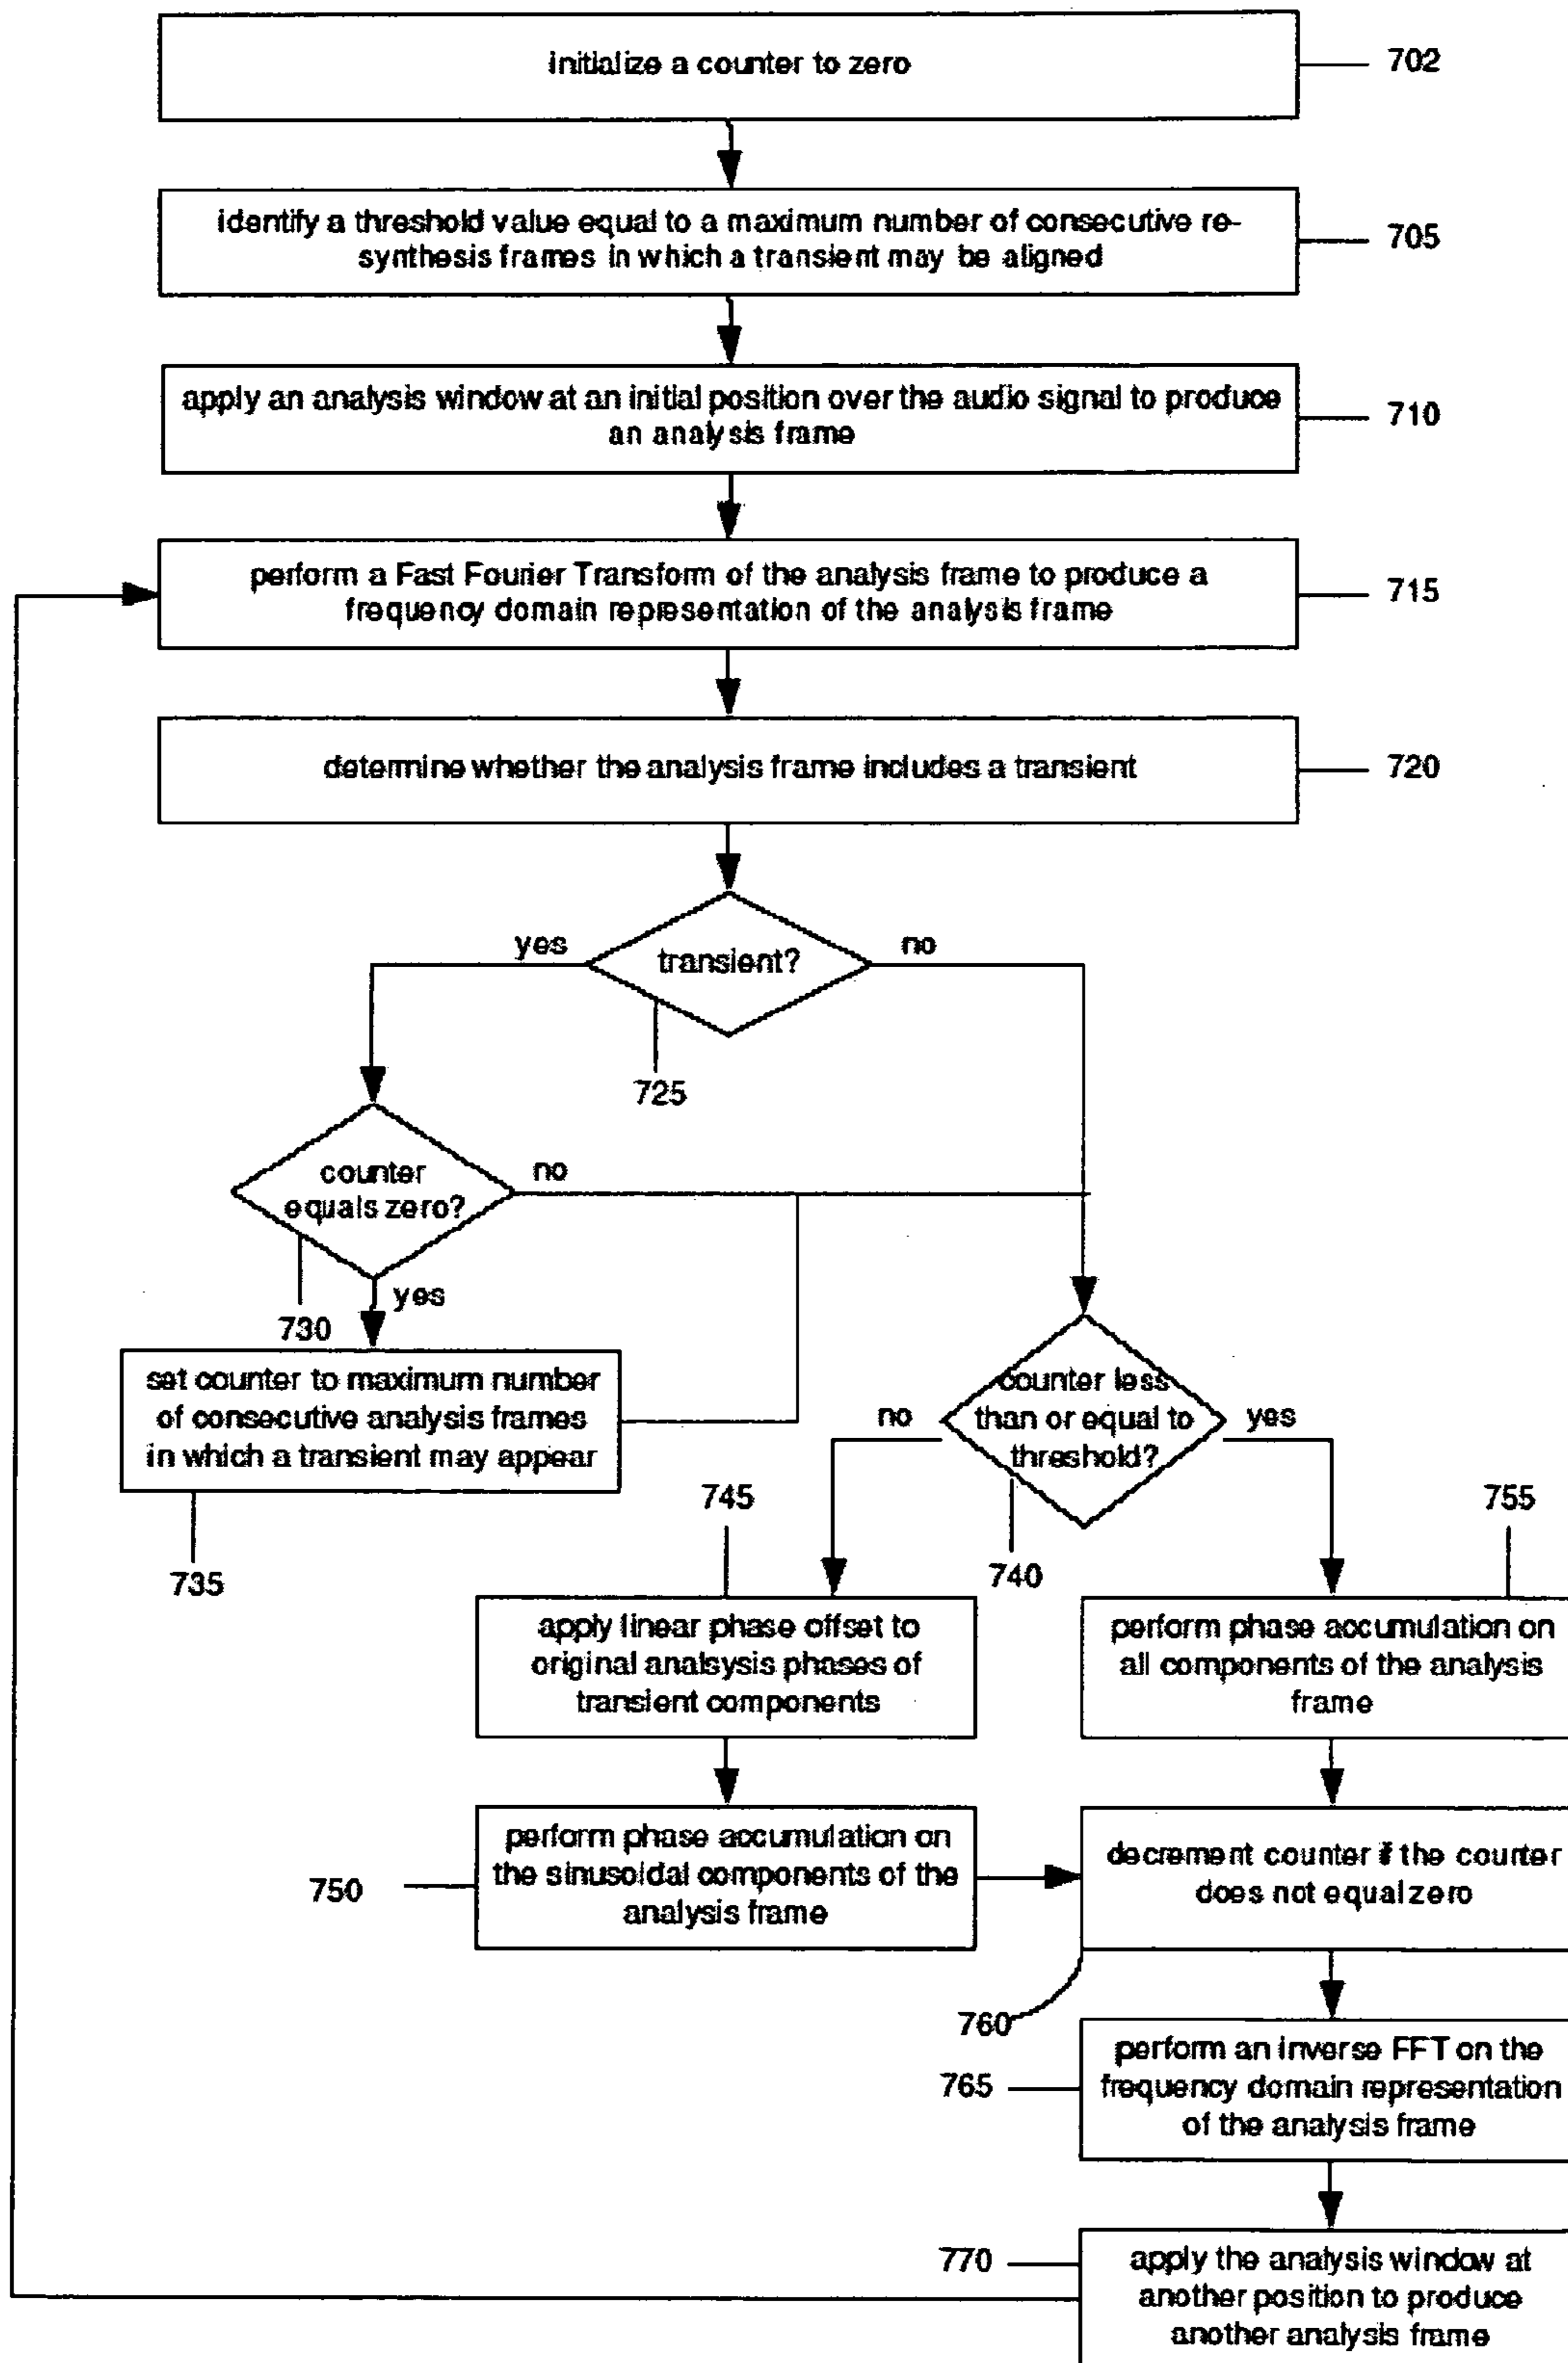 initialize a counter to zero
702
identify a threshold value equal to a maximum number of consecutive re-
synthesis frames in which a transient may be aligned
705
apply an analysis window at an initial position over the audio signal to produce
an analysis frame
710
perform a Fast Fourier Transform of the analysis frame to produce a
frequency domain representation of the analysis frame
715
determine whether the analysis frame includes a transient
720
yes
transient?
no
725
counter
equals zero?
no
730
yes
set counter to maximum number
of consecutive analysis frames
in which a transient may appear
735
no
counter less
than or equal to
threshold?
yes
740
745
755
apply linear phase offset to
original analsysis phases of
transient components
perform phase accumulation on
all components of the analysis
frame
750
perform phase accumulation on
the sinusoidal components of the
analysis frame
decrement counter if the counter
does not equal zero
760
765
perform an inverse FFT on the
frequency domain representation
of the analysis frame
770
apply the analysis window at
another position to produce
another analysis frame